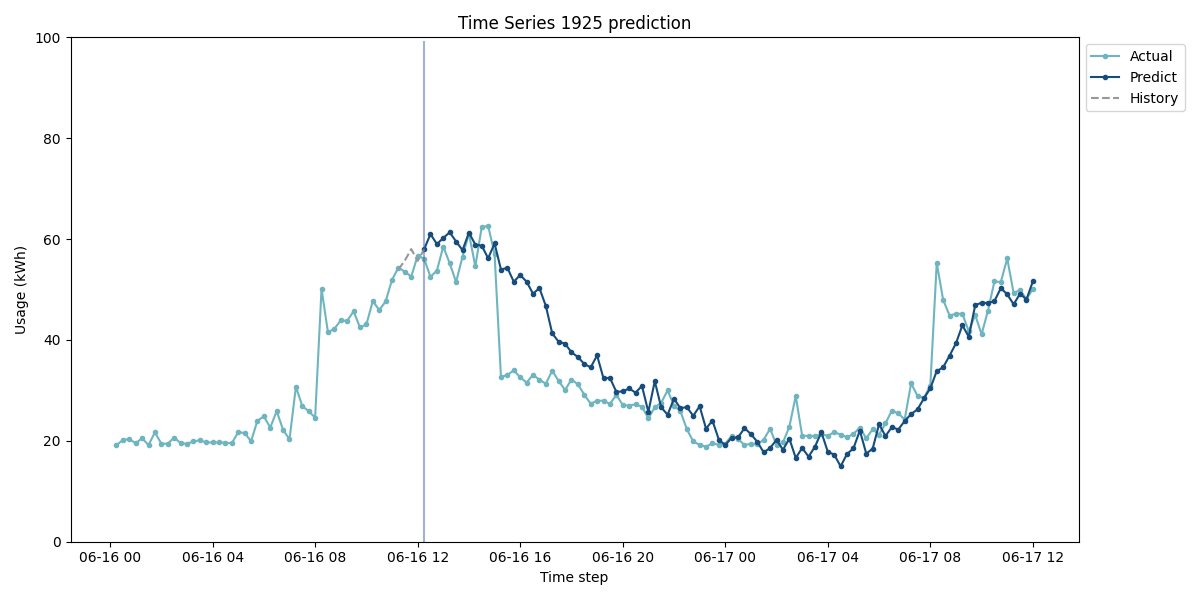 Time Series 1925 prediction
100
80
60
40
20
0
Usage (kWh)
06-16 00
06-16 04
06-16 08
06-16 12
06-16 16
06-16 20
06-17 00
06-17 04
06-17 08
06-17 12
Time step
Actual
Predict
History